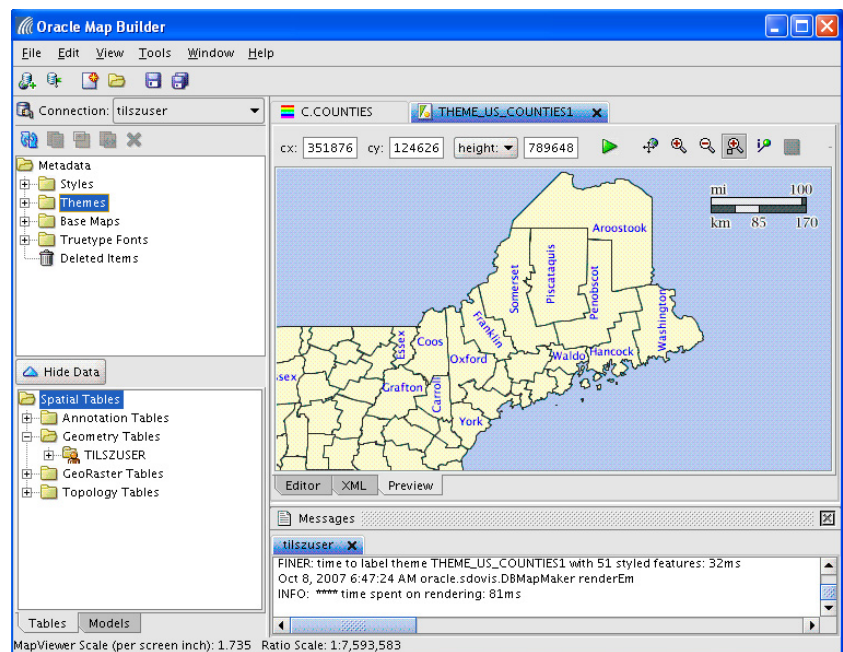 Oracle Map Builder
File Edit View Tools Window Help
Connection: tilszuser
Metadata
Styles
Themes
Base Maps
Truetype Fonts
Deleted Items
Hide Data
Spatial Tables
Annotation Tables
Geometry Tables
TILSZUSER
GeoRaster Tables
Topology Tables
Tables Models
C.COUNTIES THEME_US_COUNTIES1
cx: 351876 cy: 124626 height: 789648
mi 100
km 85 170
Aroostook
Somerset
Piscataquis
Penobscot
Washington
Franklin
Essex
Coos
Oxford
Waldo
Hancock
ssex
Grafton
Carroll
York
Editor XML Preview
Messages
tilszuser
FINER: time to label theme THEME_US_COUNTIES1 with 51 styled features: 32ms
Oct 8, 2007 6:47:24 AM oracle.sdovis.DBMapMaker renderEm
INFO: **** time spent on rendering: 81ms
MapViewer Scale (per screen inch): 1.735 Ratio Scale: 1:7,593,583